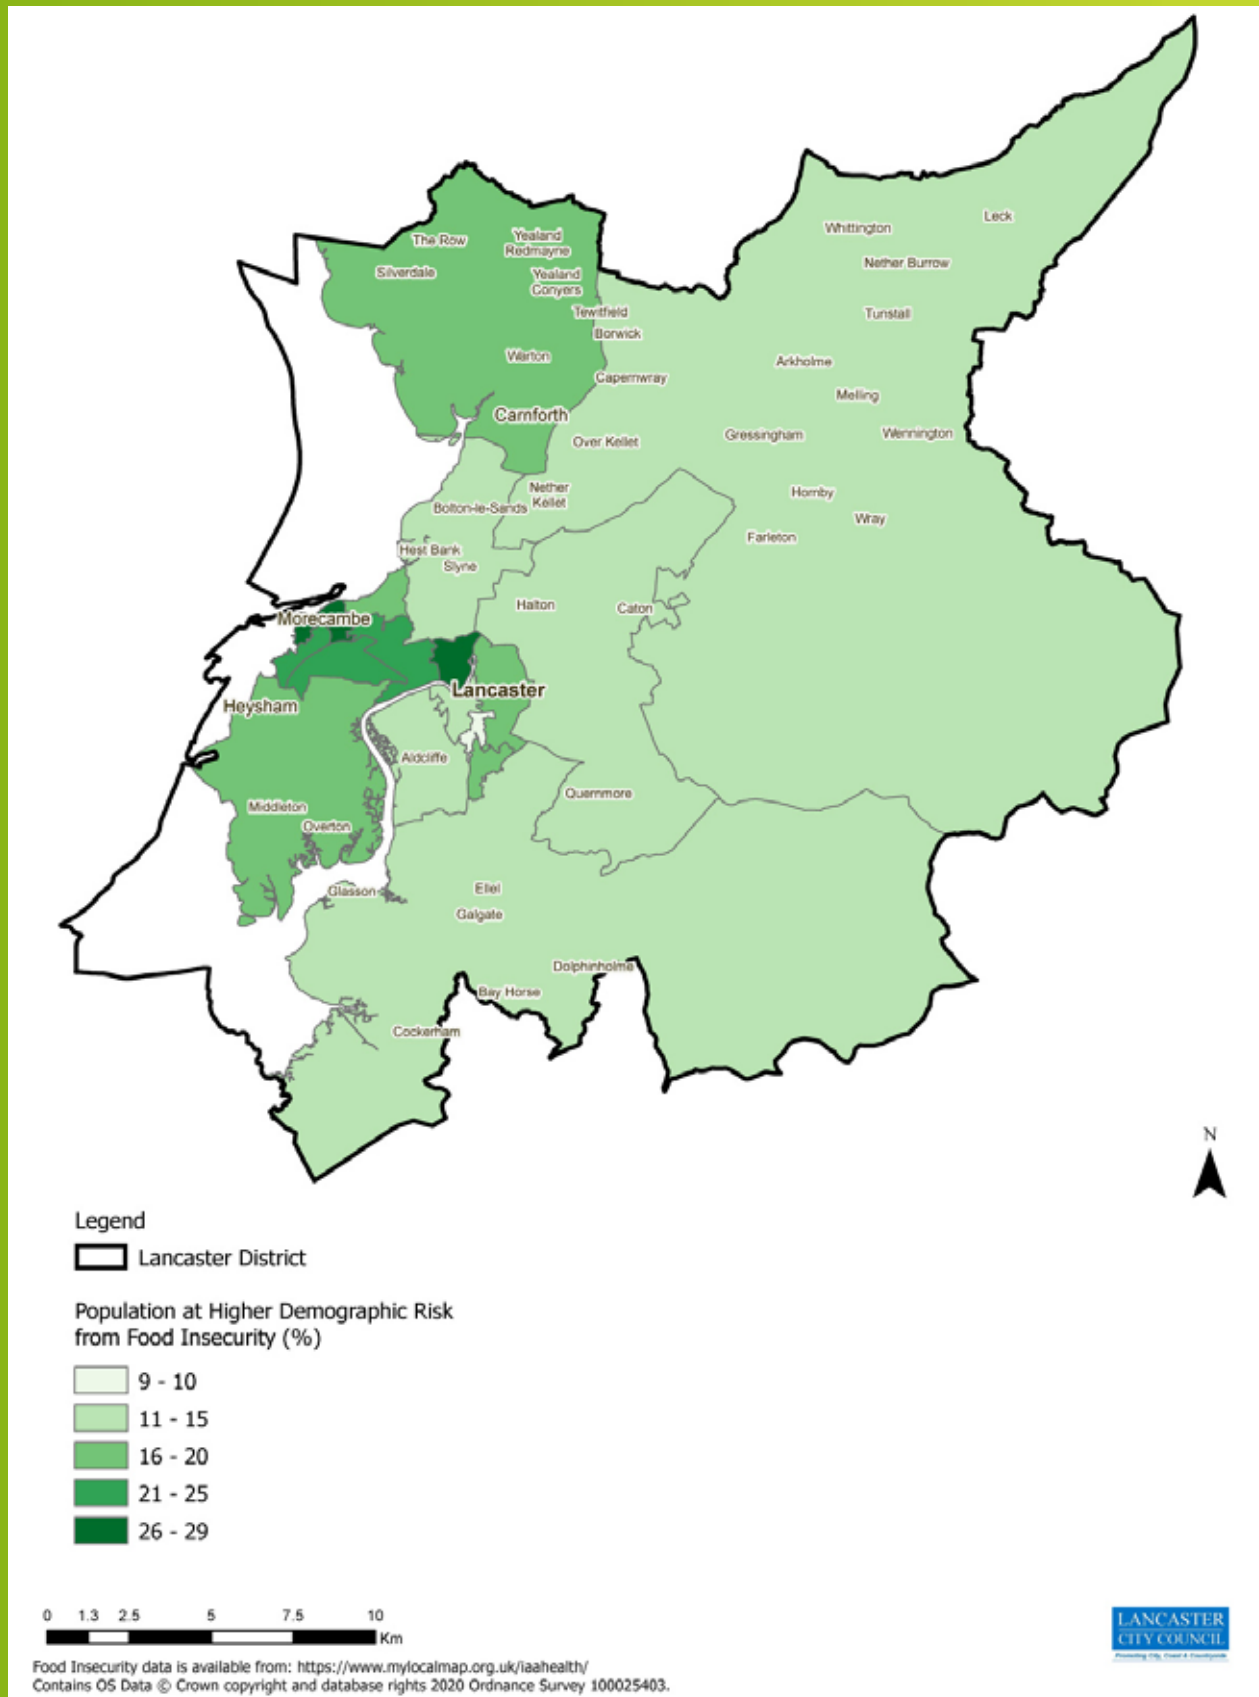 Leck
Whittington
The Row
Yealand
Redmayne
Nether Burrow
Silverdale
Yealand
Conyers
Tewitfield
Tunstall
Borwick
Warton
Arkholme
Capernwray
Melling
Carnforth
Over Kellet
Gressingham
Wennington
Nether
Kellet
Hornby
Bolton-le-Sands
Wray
Farleton
Hest Bank
Slyne
Halton
Caton
Morecambe
Lancaster
Heysham
Aldcliffe
Quernmore
Middleton
Overton
Glasson
Ellel
Galgate
Dolphinholme
Bay Horse
Cockerham
N
Legend
Lancaster District
Population at Higher Demographic Risk
from Food Insecurity (%)
9 - 10
11 - 15
16 - 20
21 - 25
26 - 29
0 1.3 2.5 5 7.5 10
Km
LANCASTER
CITY COUNCIL
Promoting City, Coast & Countryside
Food Insecurity data is available from: https://www.mylocalmap.org.uk/iaahealth/
Contains OS Data © Crown copyright and database rights 2020 Ordnance Survey 100025403.